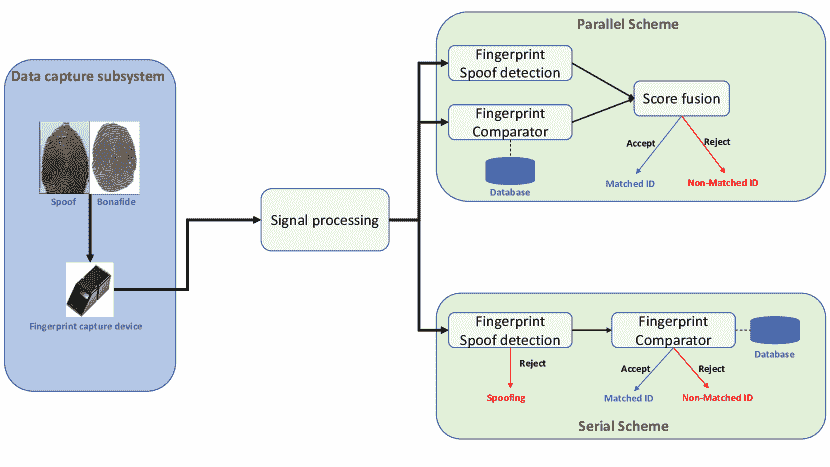 Data capture subsystem
Spoof
Bonafide
Fingerprint capture device
Signal processing
Parallel Scheme
Fingerprint
Spoof detection
Fingerprint
Comparator
Database
Score fusion
Accept
Reject
Matched ID
Non-Matched ID
Fingerprint
Spoof detection
Reject
Spoofing
Fingerprint
Comparator
Database
Accept
Reject
Matched ID
Non-Matched ID
Serial Scheme